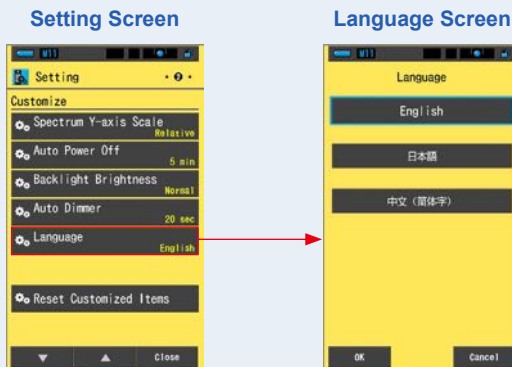 Setting Screen
Language Screen
M11
Setting
Customize
Spectrum Y-axis Scale
Relative
Auto Power Off
5 min
Backlight Brightness
Normal
Auto Dimmer
20 sec
Language
English
Reset Customized Items
▼ ▲ Close
M11
Language
English
日本語
中文（简体字）
OK Cancel